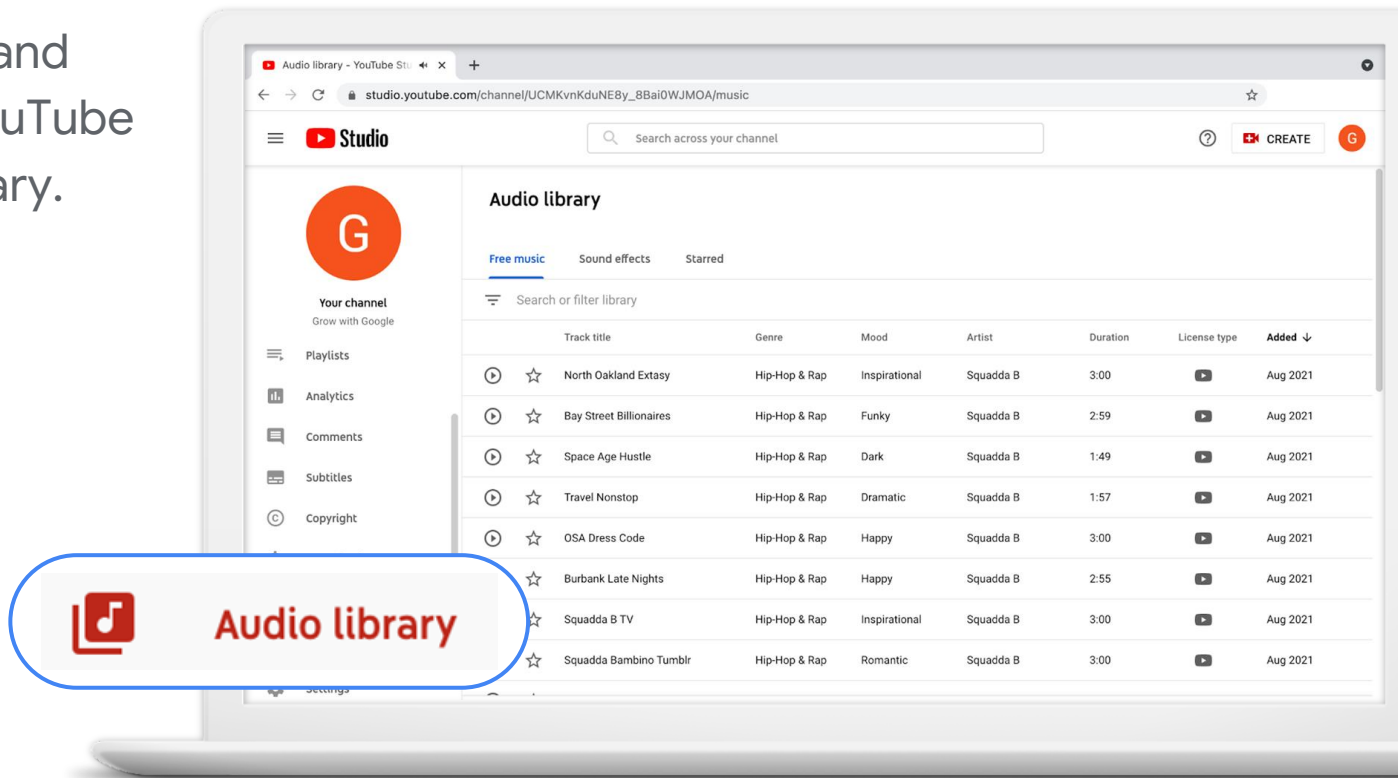 and
uTube
ary.
Audio library - YouTube Stu
studio.youtube.com/channel/UCMKvnKduNE8y_8Bai0WJMOA/music
Studio
Search across your channel
CREATE
G
G
Your channel
Grow with Google
Playlists
Analytics
Comments
Subtitles
Copyright
Audio library
Settings
Audio library
Free music Sound effects Starred
Search or filter library
Track title Genre Mood Artist Duration License type Added
North Oakland Extasy Hip-Hop & Rap Inspirational Squadda B 3:00 Aug 2021
Bay Street Billionaires Hip-Hop & Rap Funky Squadda B 2:59 Aug 2021
Space Age Hustle Hip-Hop & Rap Dark Squadda B 1:49 Aug 2021
Travel Nonstop Hip-Hop & Rap Dramatic Squadda B 1:57 Aug 2021
OSA Dress Code Hip-Hop & Rap Happy Squadda B 3:00 Aug 2021
Burbank Late Nights Hip-Hop & Rap Happy Squadda B 2:55 Aug 2021
Squadda B TV Hip-Hop & Rap Inspirational Squadda B 3:00 Aug 2021
Squadda Bambino Tumblr Hip-Hop & Rap Romantic Squadda B 3:00 Aug 2021